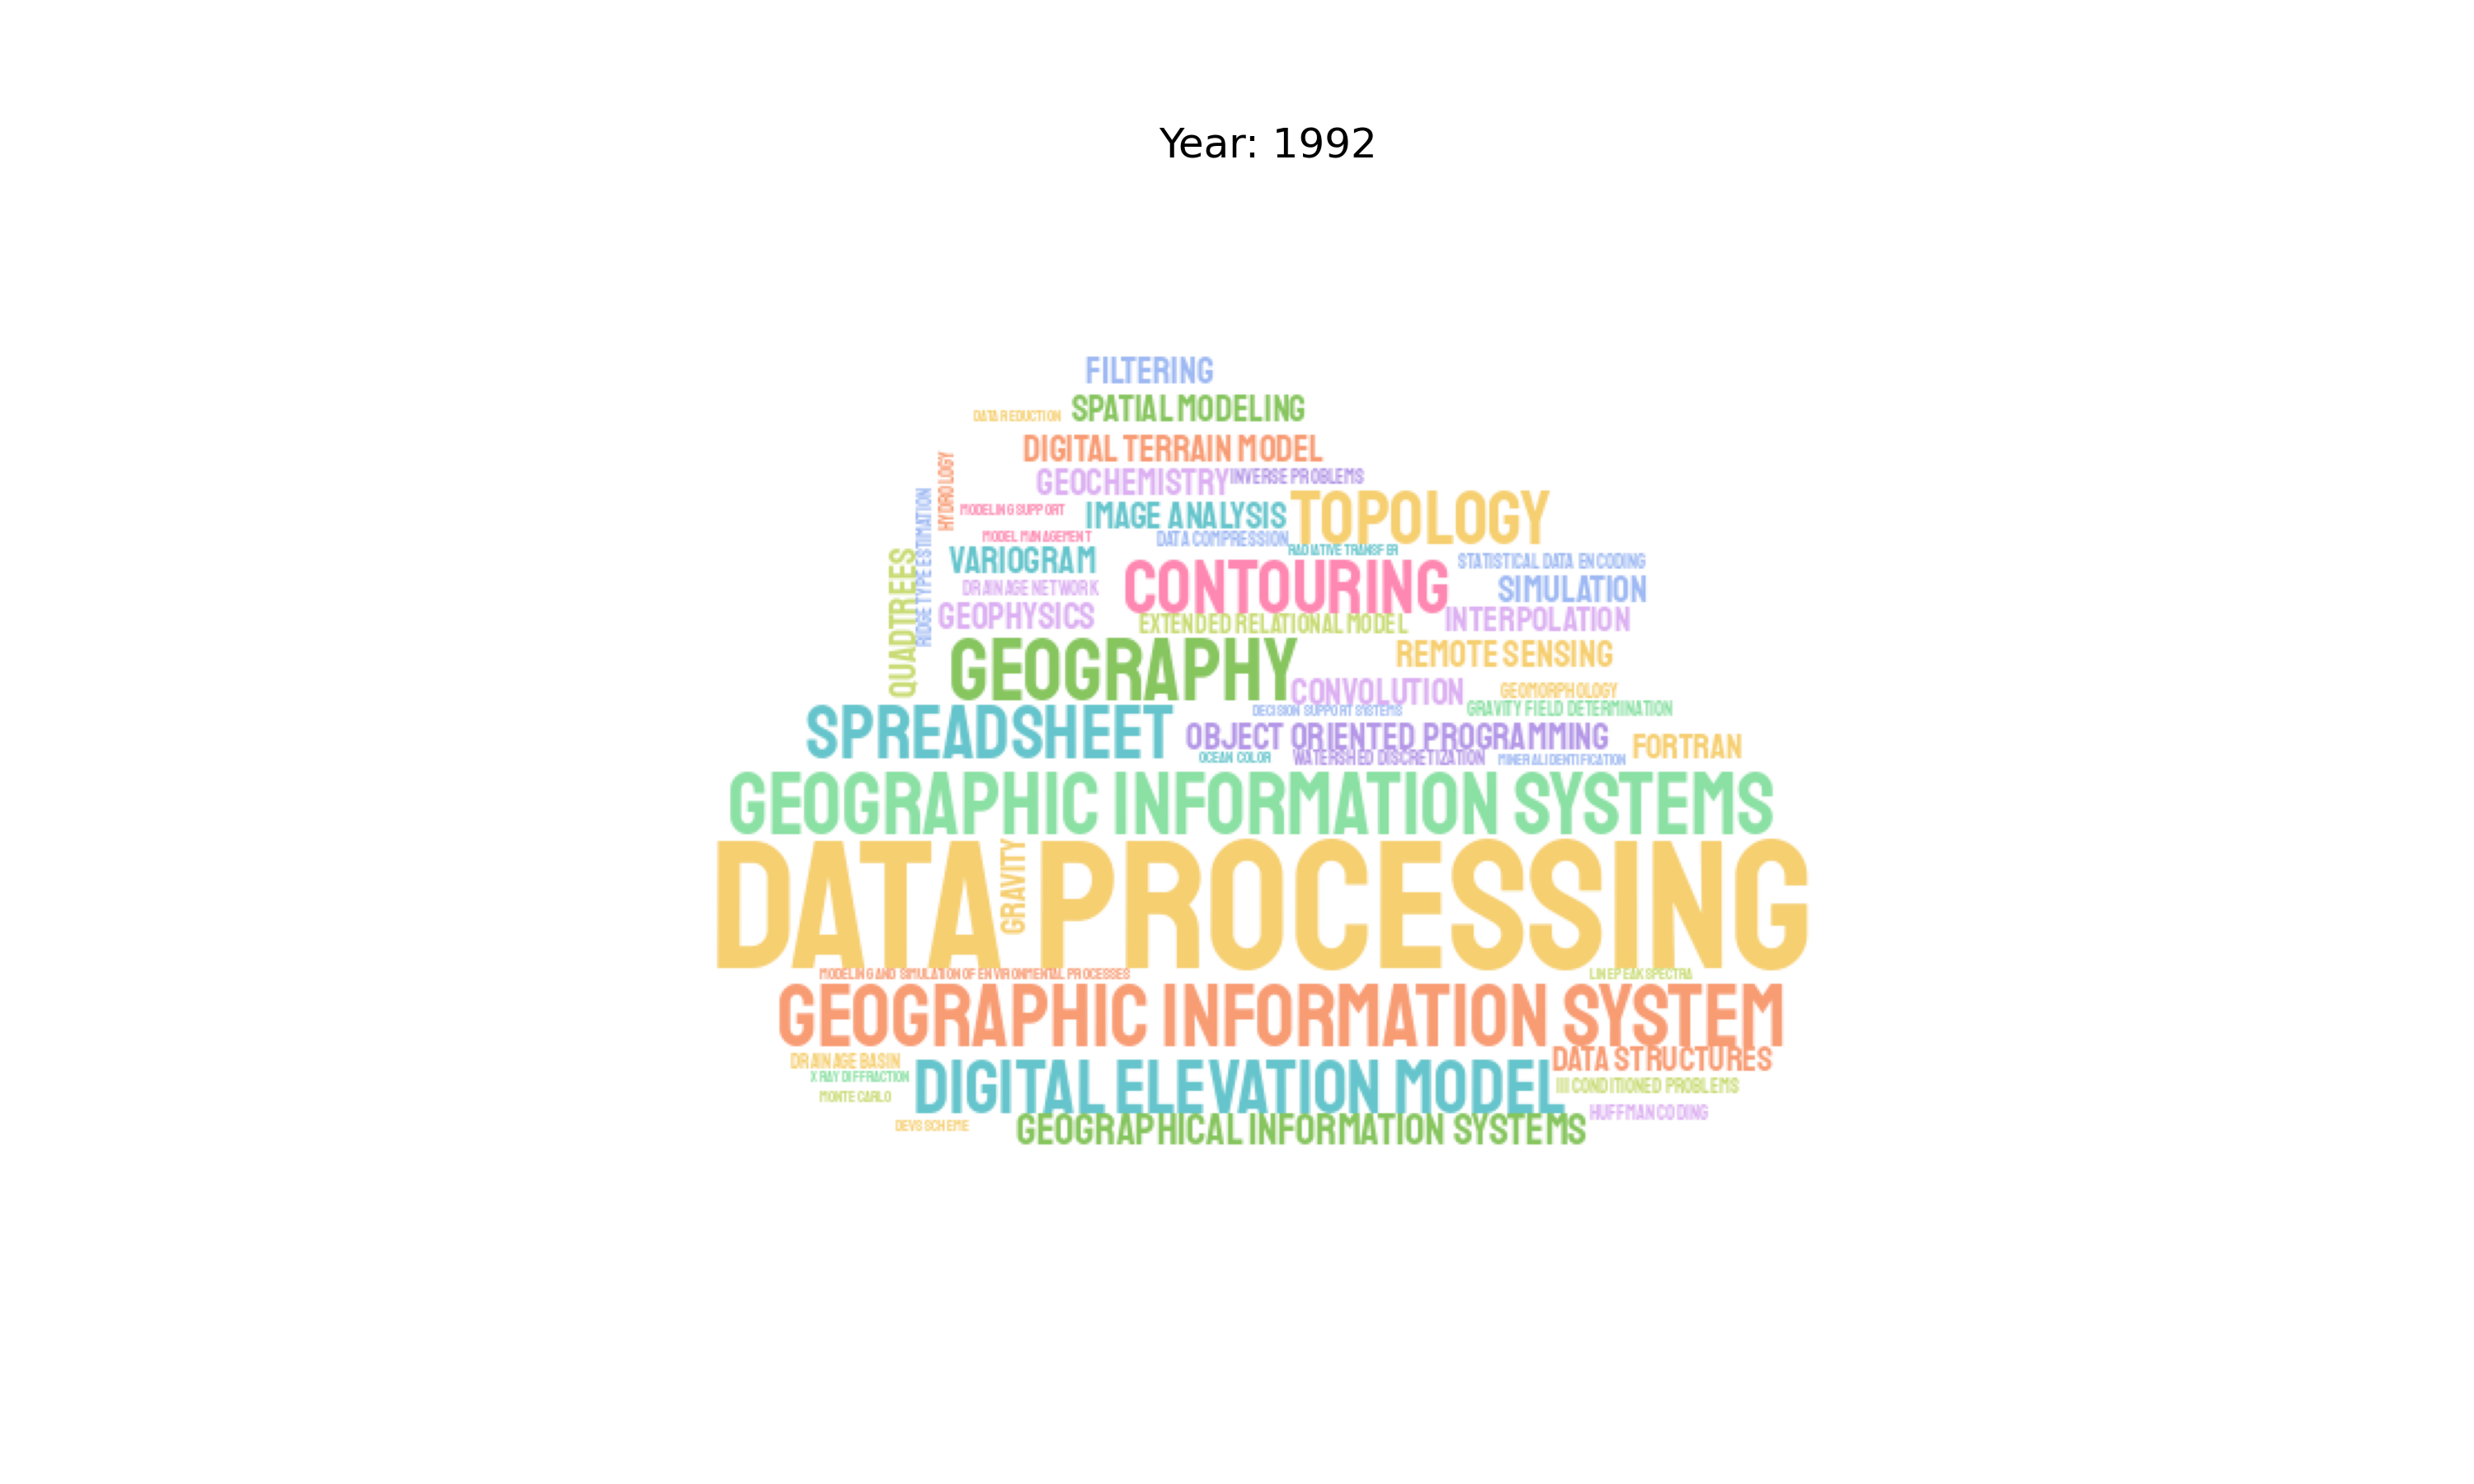 Year: 1992
FILTERING
DATA REDUCTION
SPATIAL MODELING
DIGITAL TERRAIN MODEL
HYDROLOGY
GEOCHEMISTRY
INVERSE PROBLEMS
RIDGE TYPE ESTIMATION
MODELING SUPPORT
IMAGE ANALYSIS
TOPOLOGY
MODEL MANAGEMENT
DATA COMPRESSION
RADIATIVE TRANSFER
QUADTREES
VARIOGRAM
CONTOURING
STATISTICAL DATA ENCODING
DRAINAGE NETWORK
SIMULATION
GEOPHYSICS
EXTENDED RELATIONAL MODEL
INTERPOLATION
GEOGRAPHY
REMOTE SENSING
CONVOLUTION
GEOMORPHOLOGY
DECISION SUPPORT SYSTEMS
GRAVITY FIELD DETERMINATION
SPREADSHEET
OBJECT ORIENTED PROGRAMMING
FORTRAN
OCEAN COLOR
WATERSHED DISCRETIZATION
MINERAL IDENTIFICATION
GEOGRAPHIC INFORMATION SYSTEMS
DATA PROCESSING
GRAVITY
MODELING AND SIMULATION OF ENVIRONMENTAL PROCESSES
LINE PEAK SPECTRA
GEOGRAPHIC INFORMATION SYSTEM
DRAINAGE BASIN
DATA STRUCTURES
X RAY DIFFRACTION
DIGITAL ELEVATION MODEL
III CONDITIONED PROBLEMS
MONTE CARLO
HUFFMAN CODING
DEVS SCHEME
GEOGRAPHICAL INFORMATION SYSTEMS